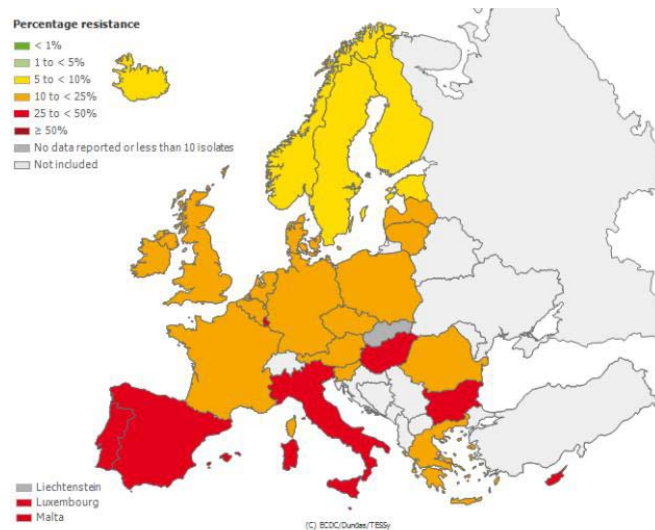 Percentage resistance
< 1%
1 to < 5%
5 to < 10%
10 to < 25%
25 to < 50%
≥ 50%
No data reported or less than 10 isolates
Not included
Liechtenstein
Luxembourg
Malta
(C) ECDC/Dundas/TESSy